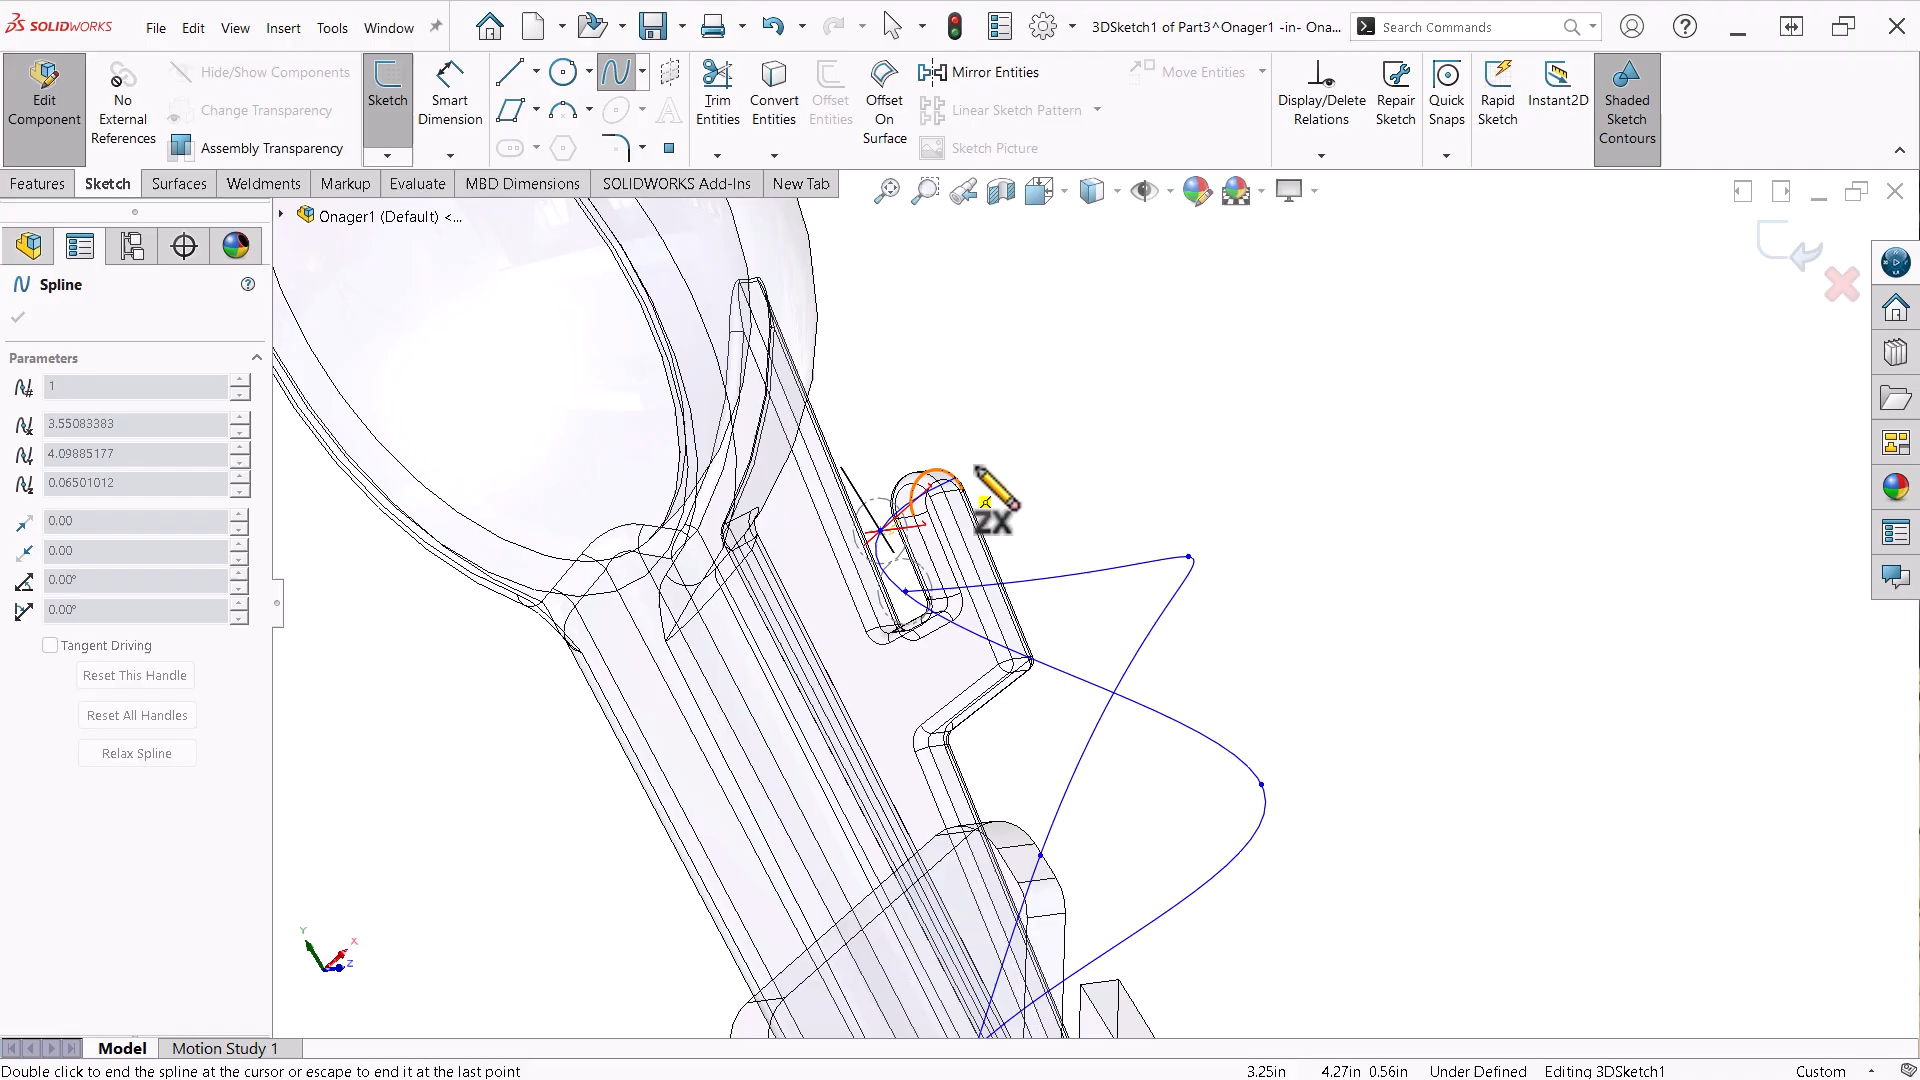 SOLIDWORKS
File Edit View Insert Tools Window
3DSketch1 of Part3^Onager1 -in- Ona...
Search Commands
Edit Component
No External References
Hide/Show Components
Change Transparency
Assembly Transparency
Sketch
Smart Dimension
Trim Entities
Convert Entities
Offset Entities
Offset On Surface
Mirror Entities
Linear Sketch Pattern
Sketch Picture
Move Entities
Display/Delete Relations
Repair Sketch
Quick Snaps
Rapid Sketch
Instant2D
Shaded Sketch Contours
Features Sketch Surfaces Weldments Markup Evaluate MBD Dimensions SOLIDWORKS Add-Ins New Tab
Onager1 (Default) <...
Spline
Parameters
1
3.55083383
4.09885177
0.06501012
0.00
0.00
0.00°
0.00°
Tangent Driving
Reset This Handle
Reset All Handles
Relax Spline
ZX
Y
X
Z
Model Motion Study 1
Double click to end the spline at the cursor or escape to end it at the last point
3.25in 4.27in 0.56in Under Defined Editing 3DSketch1 Custom